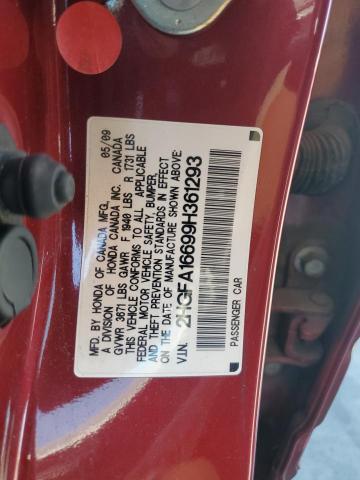 MFD. BY HONDA OF CANADA MFG. 05/09
A DIVISION OF HONDA CANADA INC. CANADA
GVWR 3671 LBS GAWR F 1940 LBS R 1731 LBS
THIS VEHICLE CONFORMS TO ALL APPLICABLE
FEDERAL MOTOR VEHICLE SAFETY, BUMPER,
AND THEFT PREVENTION STANDARDS IN EFFECT
ON THE DATE OF MANUFACTURE SHOWN ABOVE.
V.I.N. 2HGFA16699H361293
PASSENGER CAR